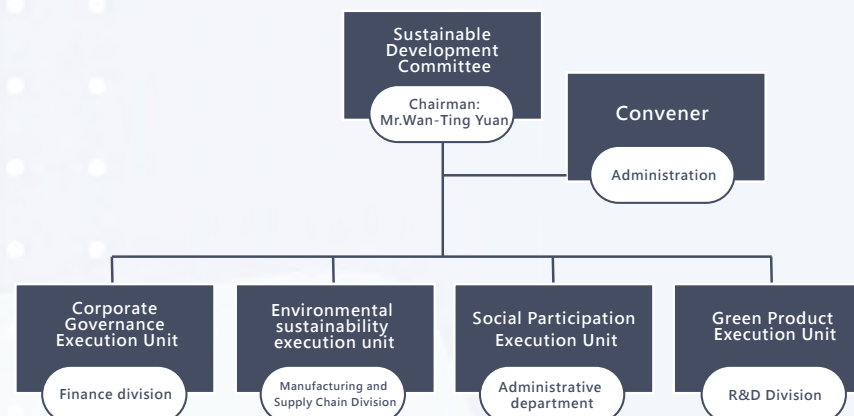 Sustainable
Development
Committee
Chairman:
Mr.Wan-Ting Yuan
Convener
Administration
Corporate
Governance
Execution Unit
Finance division
Environmental
sustainability
execution unit
Manufacturing and
Supply Chain Division
Social Participation
Execution Unit
Administrative
department
Green Product
Execution Unit
R&D Division